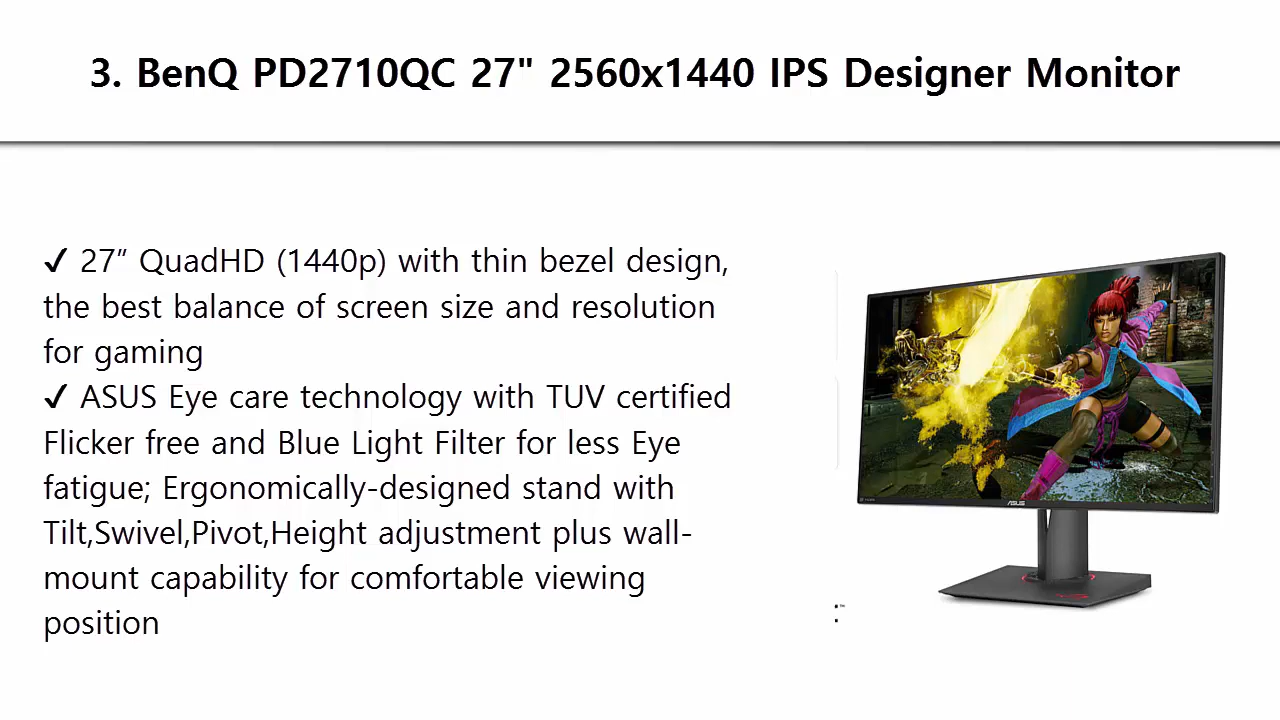 3. BenQ PD2710QC 27" 2560x1440 IPS Designer Monitor
✓ 27” QuadHD (1440p) with thin bezel design,
the best balance of screen size and resolution
for gaming
✓ ASUS Eye care technology with TUV certified
Flicker free and Blue Light Filter for less Eye
fatigue; Ergonomically-designed stand with
Tilt,Swivel,Pivot,Height adjustment plus wall-
mount capability for comfortable viewing
position
ASUS